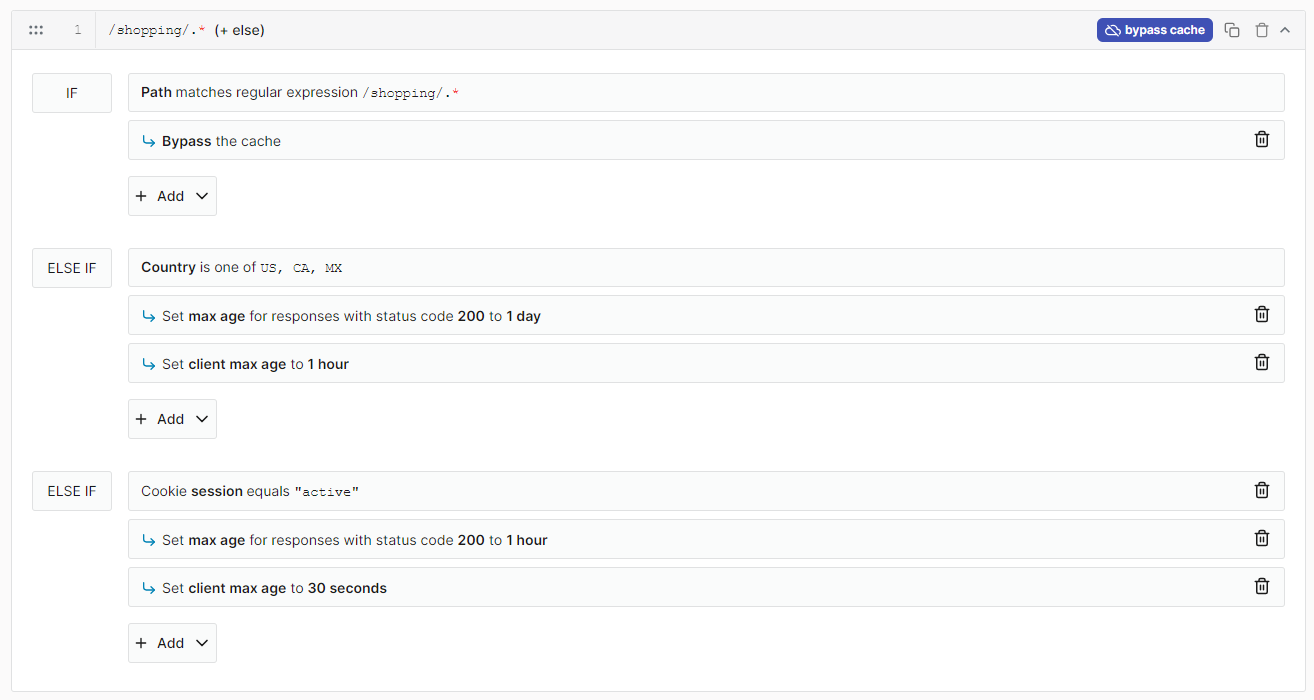 1 /shopping/.* (+ else) bypass cache
IF Path matches regular expression /shopping/.*
Bypass the cache
+ Add
ELSE IF Country is one of US, CA, MX
Set max age for responses with status code 200 to 1 day
Set client max age to 1 hour
+ Add
ELSE IF Cookie session equals "active"
Set max age for responses with status code 200 to 1 hour
Set client max age to 30 seconds
+ Add